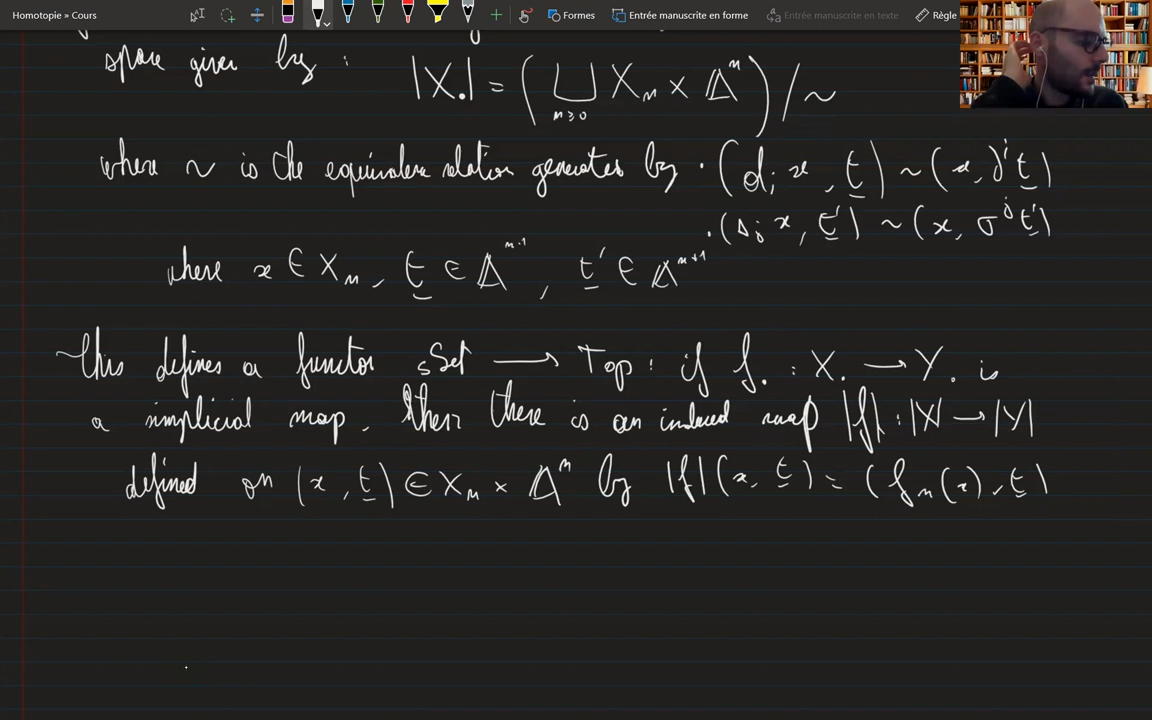 Homotopie » Cours
Formes
Entrée manuscrite en forme
Entrée manuscrite en texte
Règle
space given by :
|X.| = ( ⨆ Xₙ × Δⁿ ) / ~
n ≥ 0
where ~ is the equivalence relation generates by · (dᵢ x, t) ~ (x, δⁱ t)
· (sⱼ x, t') ~ (x, σʲ t')
where x ∈ Xₙ, t ∈ Δⁿ⁻¹, t' ∈ Δⁿ⁺¹
This defines a functor sSet ⟶ Top : if f. : X. → Y. is
a simplicial map, then there is an induced map |f| : |X| → |Y|
defined on (x, t) ∈ Xₙ × Δⁿ by |f|(x, t) = (fₙ(x), t)